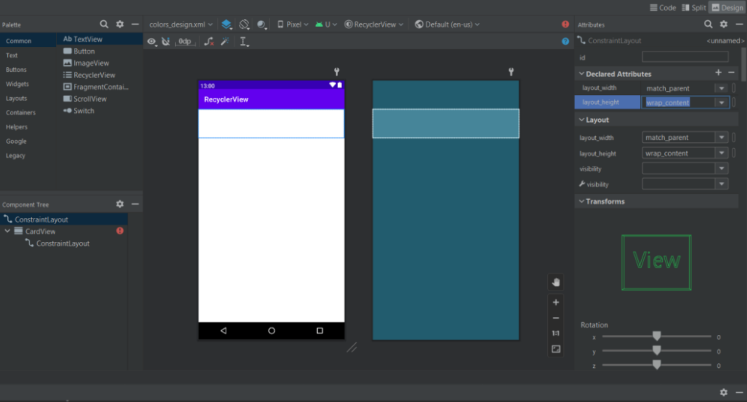 Code
Split
Design
Palette
colors_design.xml
Pixel
U
RecyclerView
Default (en-us)
Attributes
Common
Text
Buttons
Widgets
Layouts
Containers
Helpers
Google
Legacy
Ab TextView
Button
ImageView
RecyclerView
FragmentContai...
ScrollView
Switch
0dp
13:00
RecyclerView
Component Tree
ConstraintLayout
CardView
ConstraintLayout
1:1
ConstraintLayout
<unnamed>
id
Declared Attributes
layout_width
match_parent
layout_height
wrap_content
Layout
layout_width
match_parent
layout_height
wrap_content
visibility
visibility
Transforms
View
Rotation
x
0
y
0
z
0